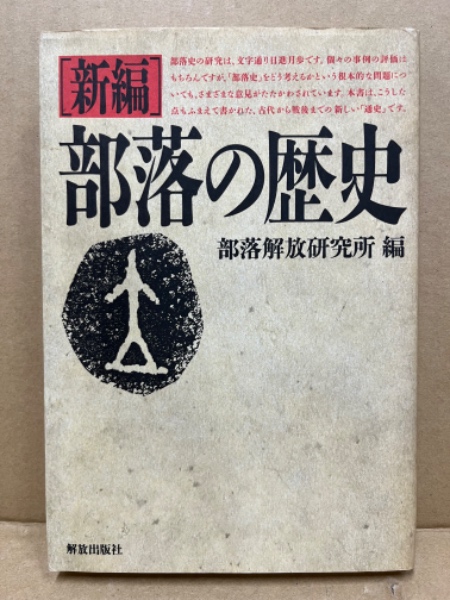 ［新編］
部落史の研究は、文字通り日進月歩です。個々の事例の評価は
もちろんですが、「部落史」をどう考えるかという根本的な問題につ
いても、さまざまな意見がたたかわされています。本書は、こうした
点もふまえて書かれた、古代から戦後までの新しい「通史」です。
部落の歴史
部落解放研究所 編
解放出版社